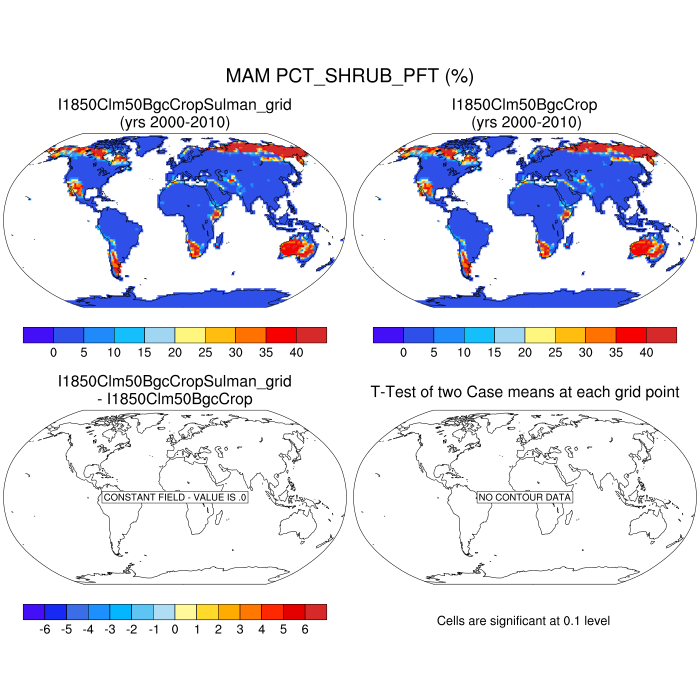 MAM PCT_SHRUB_PFT (%)
I1850Clm50BgcCropSulman_grid
(yrs 2000-2010)
I1850Clm50BgcCrop
(yrs 2000-2010)
0 5 10 15 20 25 30 35 40
0 5 10 15 20 25 30 35 40
I1850Clm50BgcCropSulman_grid
- I1850Clm50BgcCrop
T-Test of two Case means at each grid point
CONSTANT FIELD - VALUE IS .0
NO CONTOUR DATA
-6 -5 -4 -3 -2 -1 0 1 2 3 4 5 6
Cells are significant at 0.1 level